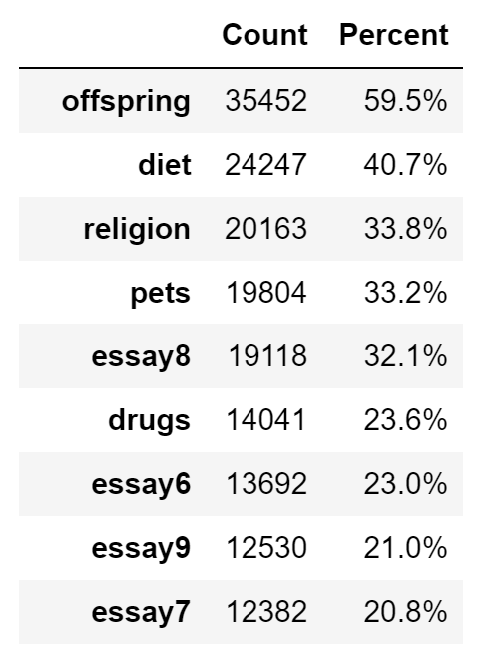 Count Percent
offspring 35452 59.5%
diet 24247 40.7%
religion 20163 33.8%
pets 19804 33.2%
essay8 19118 32.1%
drugs 14041 23.6%
essay6 13692 23.0%
essay9 12530 21.0%
essay7 12382 20.8%